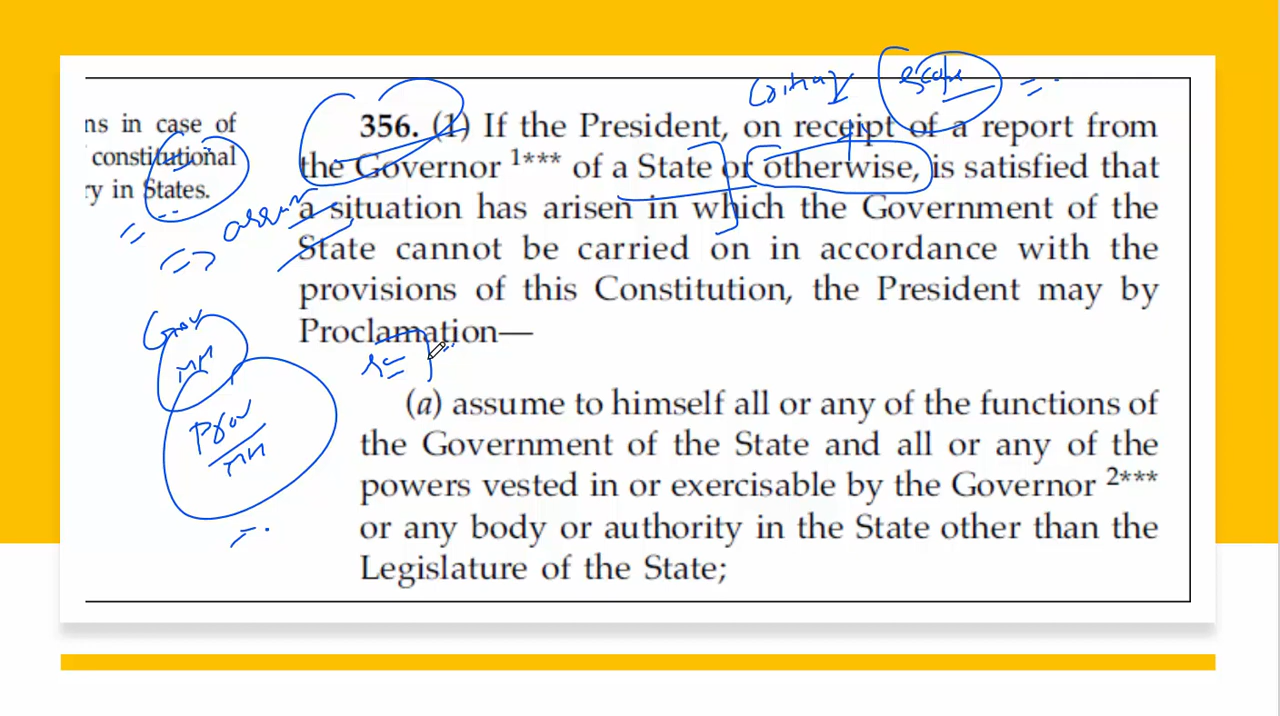 ns in case of
constitutional
ry in States.
scope
356. (1) If the President, on receipt of a report from
the Governor 1*** of a State or otherwise, is satisfied that
a situation has arisen in which the Government of the
State cannot be carried on in accordance with the
provisions of this Constitution, the President may by
Proclamation—
(a) assume to himself all or any of the functions of
the Government of the State and all or any of the
powers vested in or exercisable by the Governor 2***
or any body or authority in the State other than the
Legislature of the State;
Gov
MH